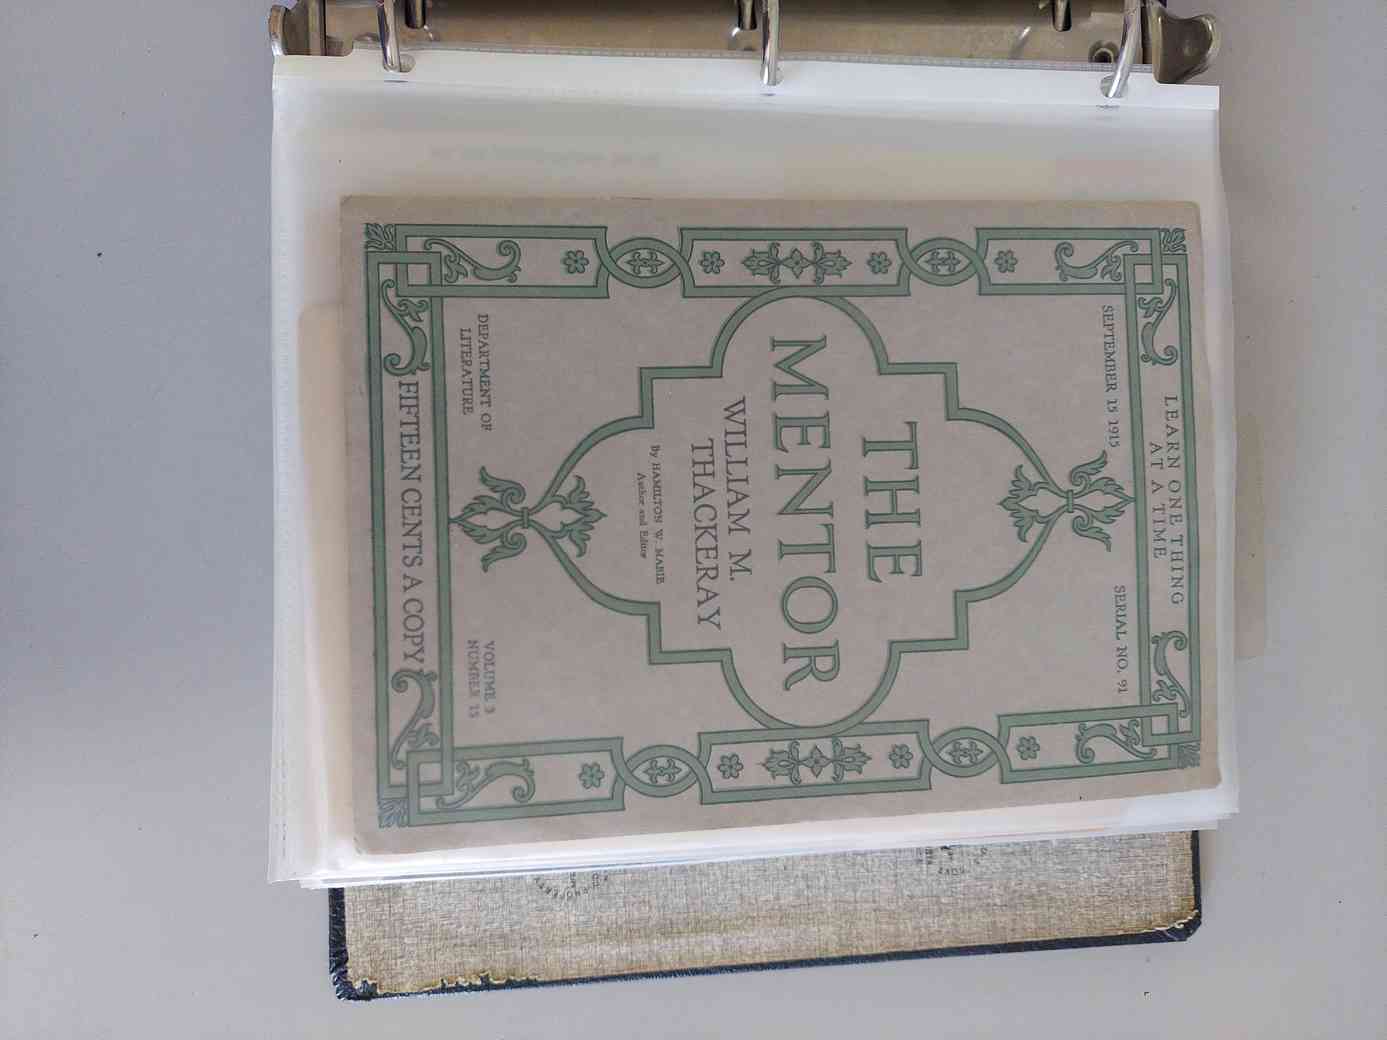 LEARN ONE THING
AT A TIME
SEPTEMBER 15 1915
SERIAL NO. 91
THE
MENTOR
WILLIAM M.
THACKERAY
By HAMILTON W. MABIE
Author and Editor
DEPARTMENT OF
LITERATURE
VOLUME 3
NUMBER 15
FIFTEEN CENTS A COPY